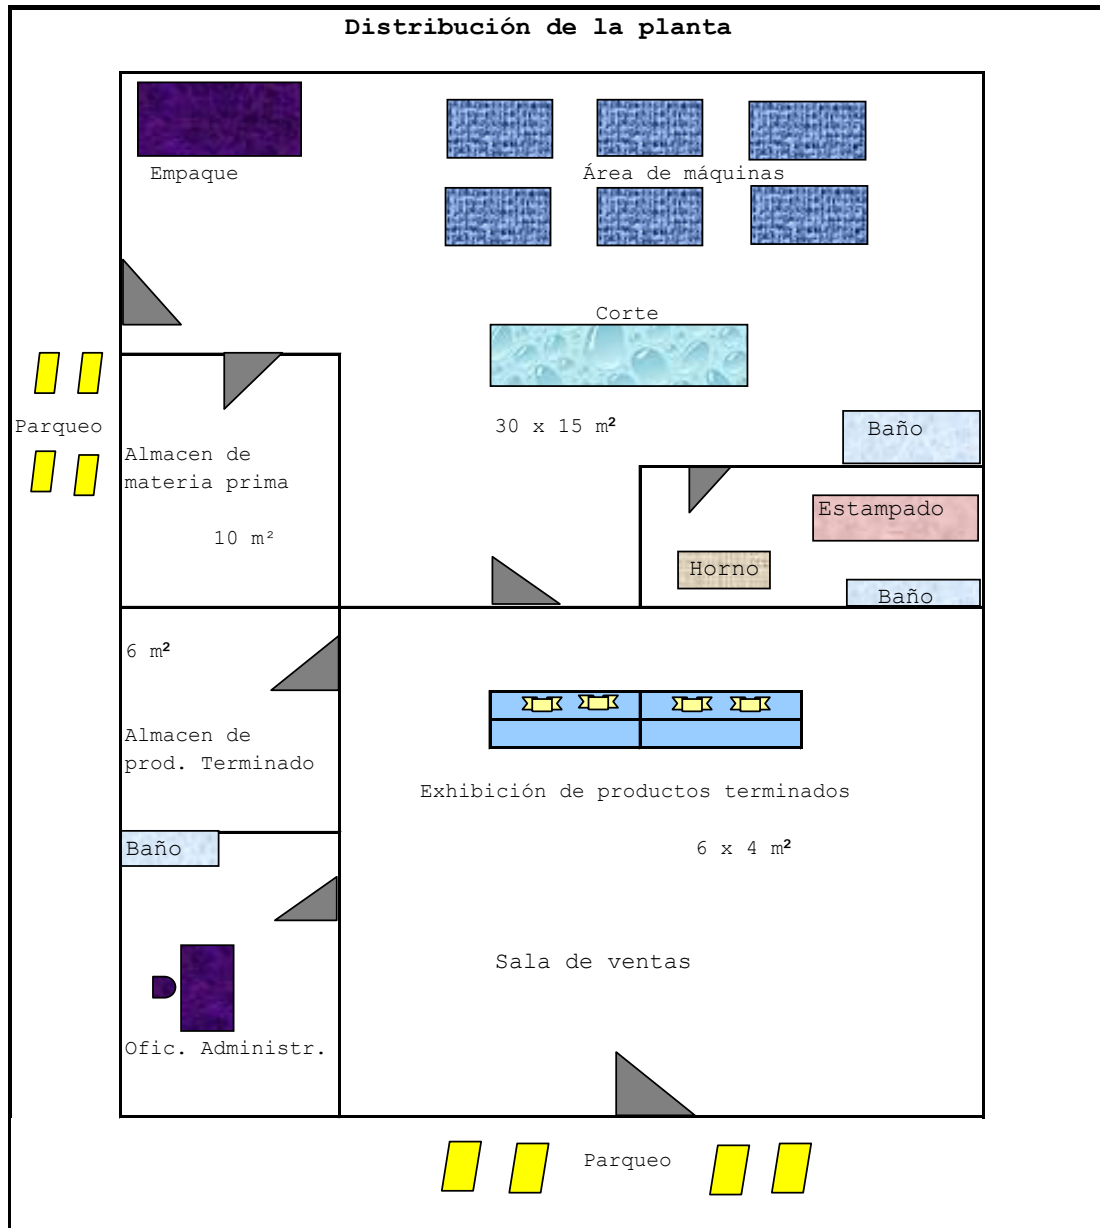 Distribución de la planta
Empaque
Área de máquinas
Corte
30 x 15 m²
Baño
Parqueo
Almacen de
materia prima
10 m²
Estampado
Horno
Baño
6 m²
Almacen de
prod. Terminado
Exhibición de productos terminados
6 x 4 m²
Baño
Sala de ventas
Ofic. Administr.
Parqueo